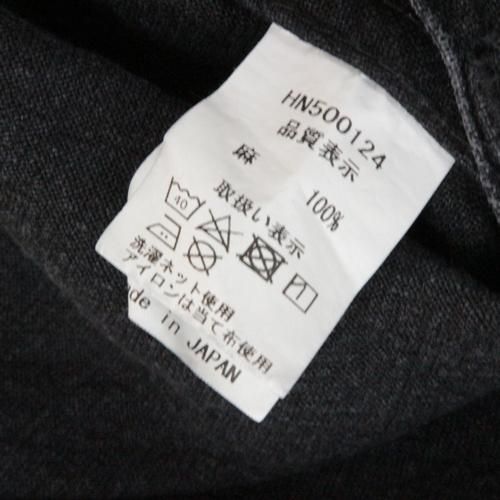 HN500124
品質表示
麻 100%
取扱い表示
40
洗濯ネット使用
アイロンは当て布使用
de in JAPAN